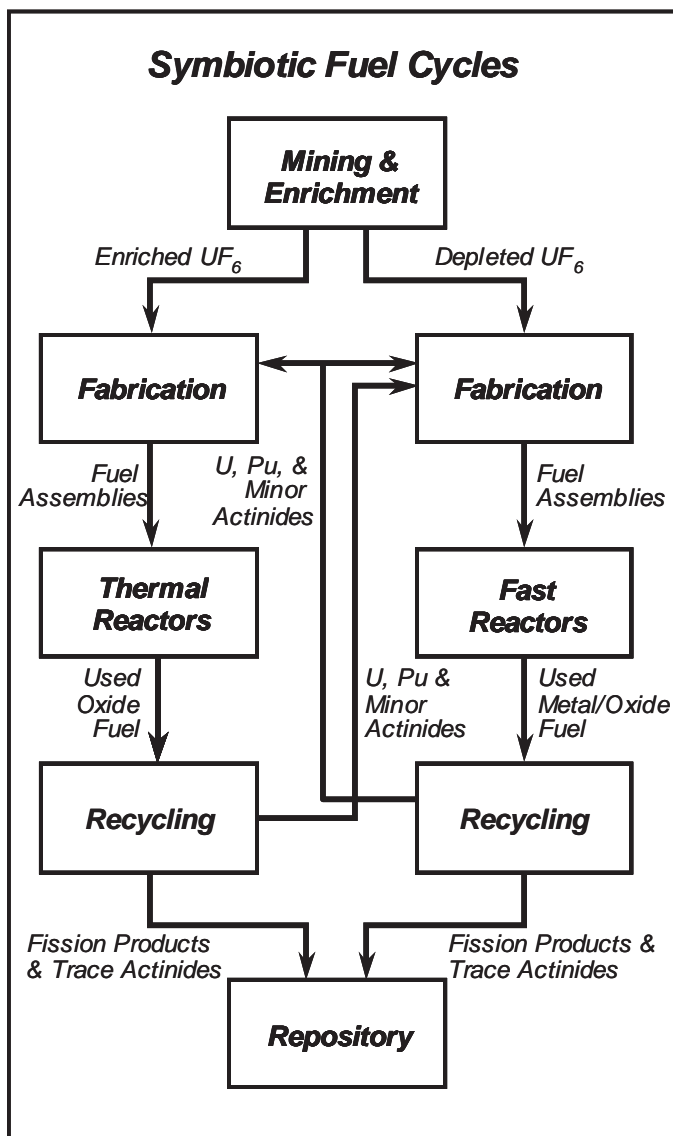 Symbiotic Fuel Cycles
Mining &
Enrichment
Enriched UF6
Depleted UF6
Fabrication
Fabrication
Fuel
Assemblies
U, Pu, &
Minor
Actinides
Fuel
Assemblies
Thermal
Reactors
Fast
Reactors
Used
Oxide
Fuel
U, Pu &
Minor
Actinides
Used
Metal/Oxide
Fuel
Recycling
Recycling
Fission Products
& Trace Actinides
Fission Products &
Trace Actinides
Repository